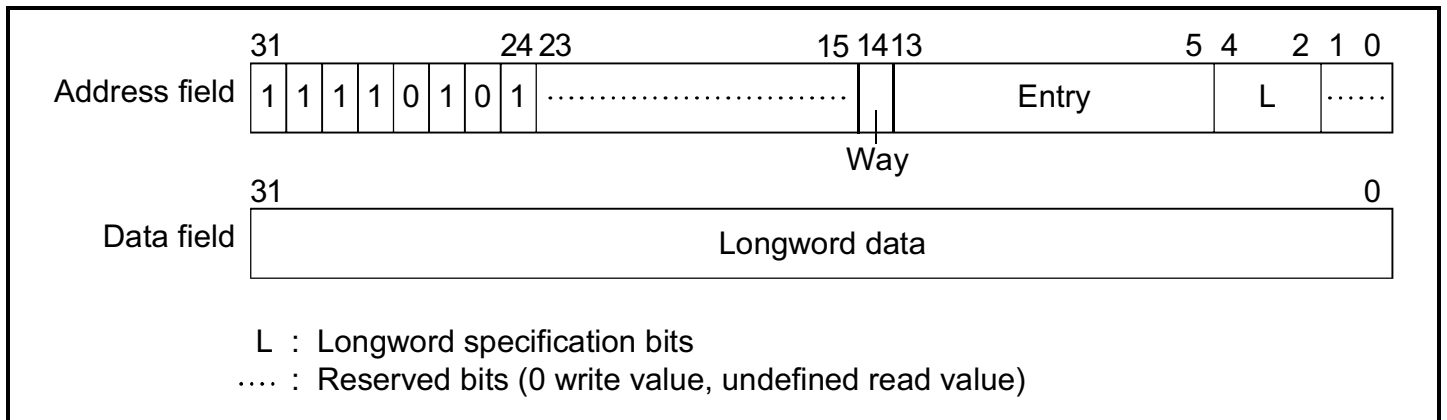 31 24 23 15 14 13 5 4 2 1 0
Address field 1 1 1 1 0 1 0 1 Entry L
Way
31 0
Data field Longword data
L : Longword specification bits
.... : Reserved bits (0 write value, undefined read value)